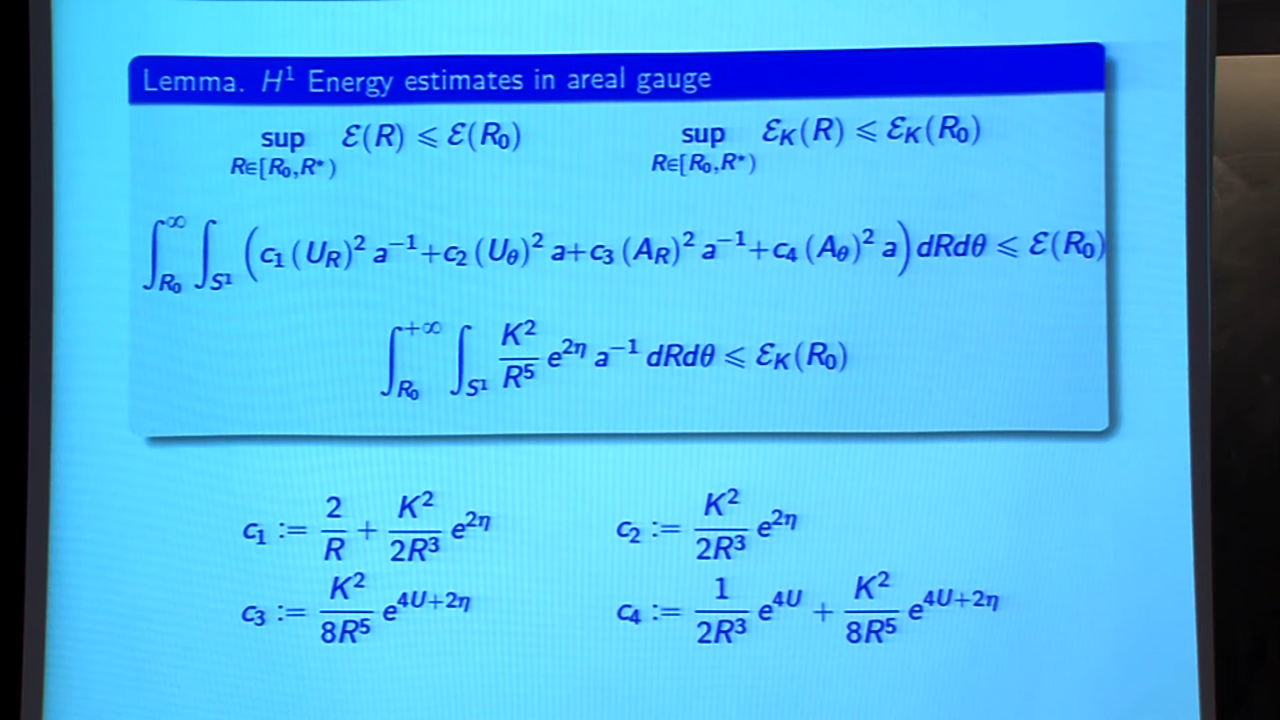 Lemma. H¹ Energy estimates in areal gauge
sup_{R∈[R₀,R*)} ℰ(R) ⩽ ℰ(R₀)    sup_{R∈[R₀,R*)} ℰ_K(R) ⩽ ℰ_K(R₀)
∫_{R₀}^{∞} ∫_{S¹} (c₁ (U_R)² a⁻¹+c₂ (U_θ)² a+c₃ (A_R)² a⁻¹+c₄ (A_θ)² a) dRdθ ⩽ ℰ(R₀)
∫_{R₀}^{+∞} ∫_{S¹} K²/R⁵ e^{2η} a⁻¹ dRdθ ⩽ ℰ_K(R₀)
c₁ := 2/R + K²/2R³ e^{2η}    c₂ := K²/2R³ e^{2η}
c₃ := K²/8R⁵ e^{4U+2η}    c₄ := 1/2R³ e^{4U} + K²/8R⁵ e^{4U+2η}